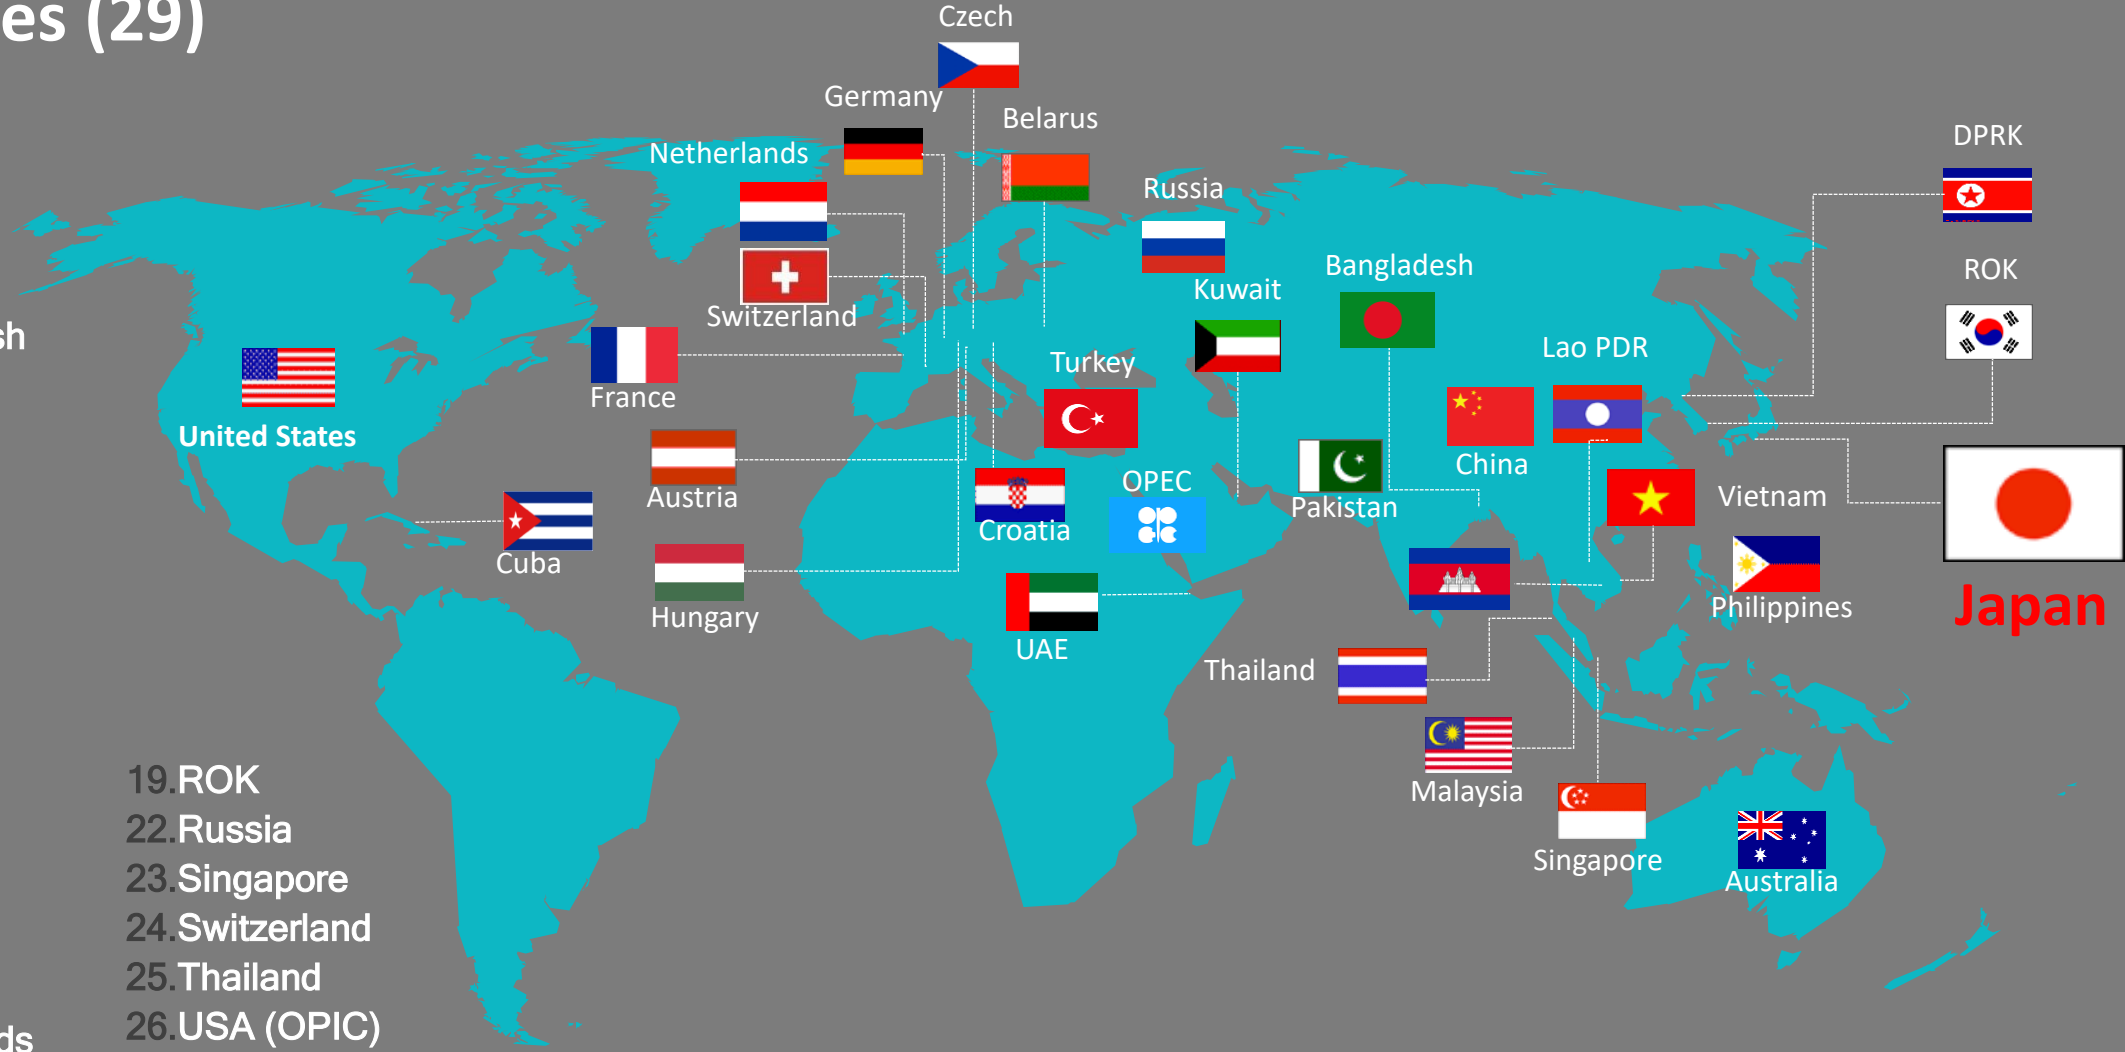 es (29)
Czech
Germany
Belarus
DPRK
Netherlands
Russia
Bangladesh
ROK
Kuwait
Switzerland
sh
Lao PDR
Turkey
France
United States
China
OPEC
Austria
Vietnam
Pakistan
Croatia
Cuba
Japan
Philippines
Hungary
UAE
Thailand
19.ROK
Malaysia
22.Russia
Singapore
23.Singapore
Australia
24.Switzerland
25.Thailand
26.USA (OPIC)
ds